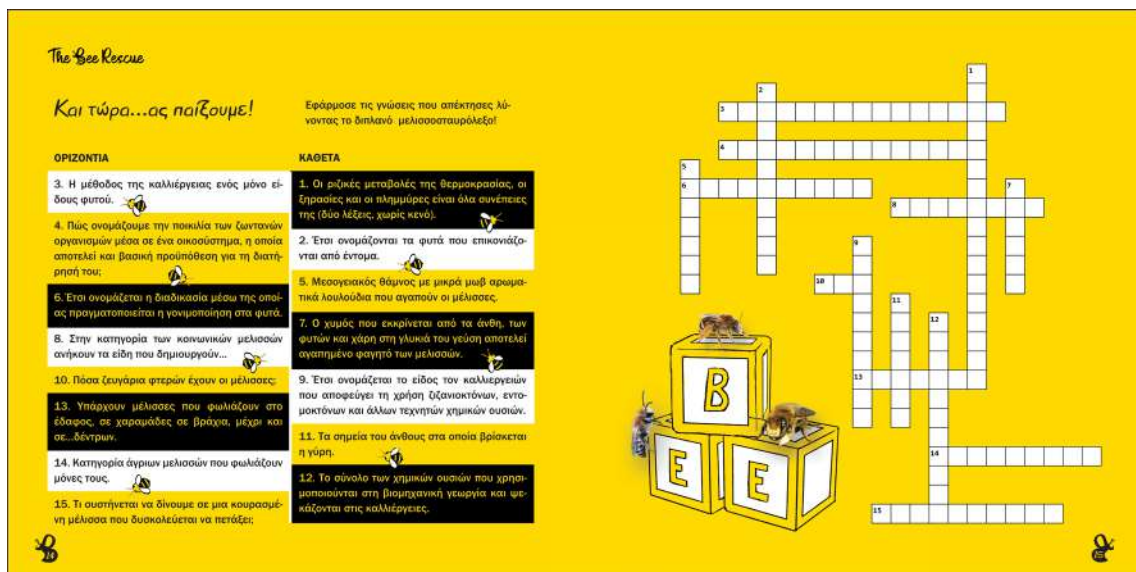 The Bee Rescue
Και τώρα...ας παίξουμε!
Εφάρμοσε τις γνώσεις που απέκτησες λύ-
νοντας το διπλανό μελισσοσταυρόλεξο!
ΟΡΙΖΟΝΤΙΑ
3. Η μέθοδος της καλλιέργειας ενός μόνο εί-
δους φυτού.
4. Πώς ονομάζουμε την ποικιλία των ζωντανών
οργανισμών μέσα σε ένα οικοσύστημα, η οποία
αποτελεί και βασική προϋπόθεση για τη διατή-
ρησή του;
6. Έτσι ονομάζεται η διαδικασία μέσω της οποί-
ας πραγματοποιείται η γονιμοποίηση στα φυτά.
8. Στην κατηγορία των κοινωνικών μελισσών
ανήκουν τα είδη που δημιουργούν...
10. Πόσα ζευγάρια φτερών έχουν οι μέλισσες;
13. Υπάρχουν μέλισσες που φωλιάζουν στο
έδαφος, σε χαραμάδες σε βράχια, μέχρι και
σε...δέντρων.
14. Κατηγορία άγριων μελισσών που φωλιάζουν
μόνες τους.
15. Τι συστήνεται να δίνουμε σε μια κουρασμέ-
νη μέλισσα που δυσκολεύεται να πετάξει;
ΚΑΘΕΤΑ
1. Οι ριζικές μεταβολές της θερμοκρασίας, οι
ξηρασίες και οι πλημμύρες είναι όλα συνέπειες
της (δύο λέξεις, χωρίς κενό).
2. Έτσι ονομάζονται τα φυτά που επικονιάζο-
νται από έντομα.
5. Μεσογειακός θάμνος με μικρά μωβ αρωμα-
τικά λουλούδια που αγαπούν οι μέλισσες.
7. Ο χυμός που εκκρίνεται από τα άνθη, των
φυτών και χάρη στη γλυκιά του γεύση αποτελεί
αγαπημένο φαγητό των μελισσών.
9. Έτσι ονομάζεται το είδος τον καλλιεργειών
που αποφεύγει τη χρήση ζιζανιοκτόνων, εντο-
μοκτόνων και άλλων τεχνητών χημικών ουσιών.
11. Τα σημεία του άνθους στα οποία βρίσκεται
η γύρη.
12. Το σύνολο των χημικών ουσιών που χρησι-
μοποιούνται στη βιομηχανική γεωργία και ψε-
κάζονται στις καλλιέργειες.
14
1
2
3
4
5
6
7
8
9
10
11
12
13
14
15
B
E E